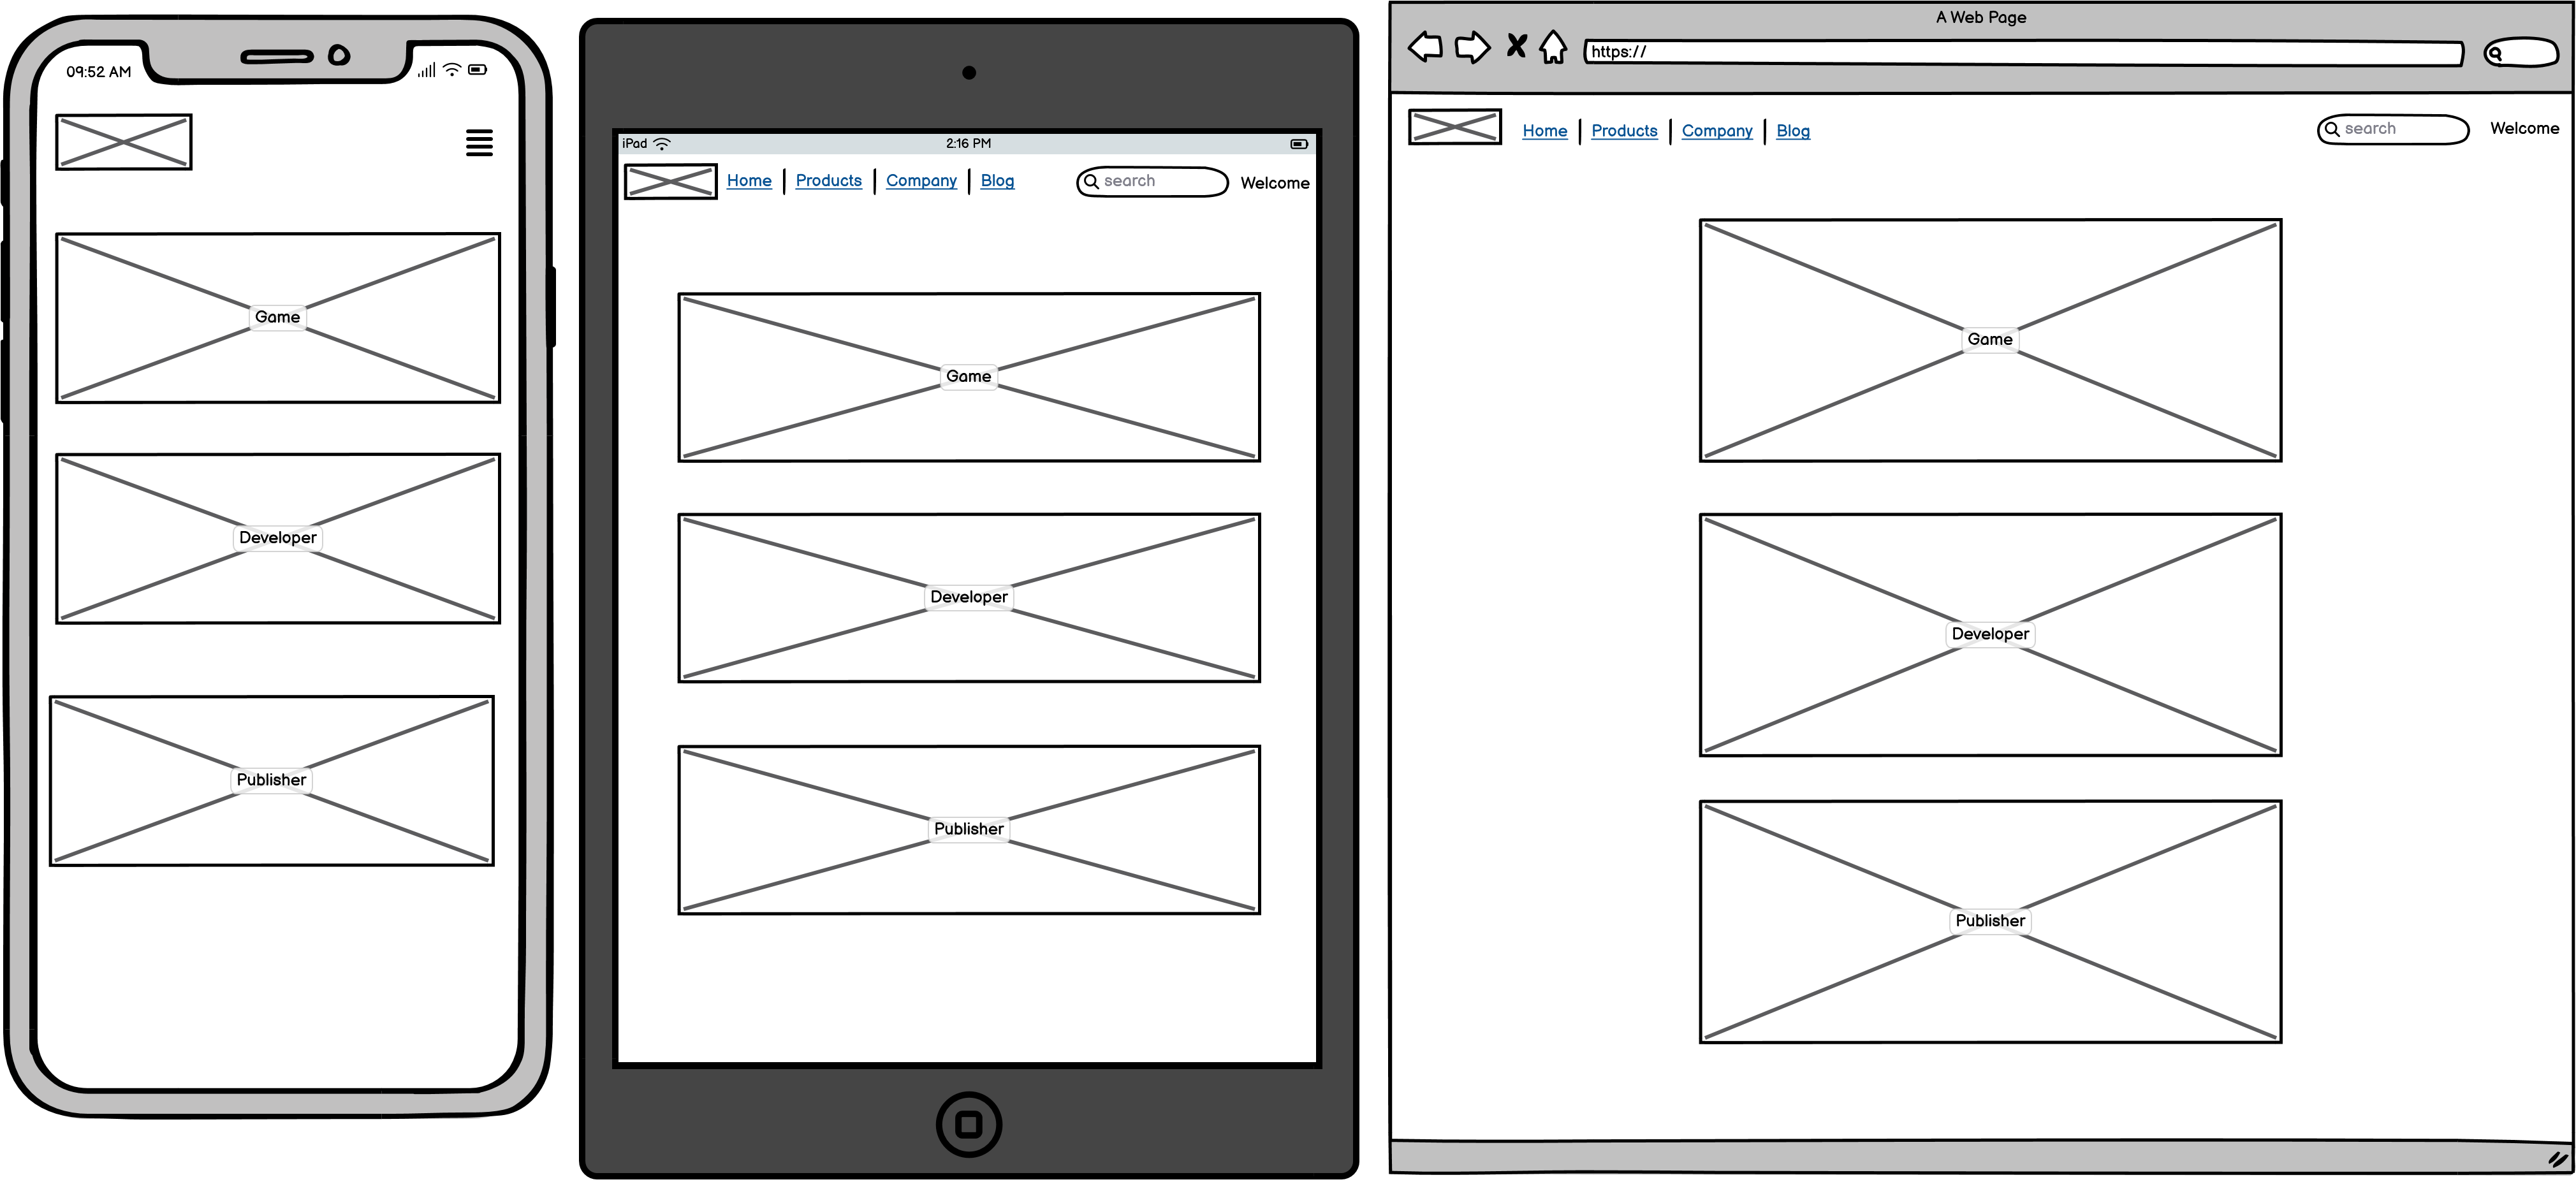 09:52 AM
Game
Developer
Publisher
iPad 2:16 PM
Home Products Company Blog search Welcome
Game
Developer
Publisher
A Web Page
https://
Home Products Company Blog search Welcome
Game
Developer
Publisher